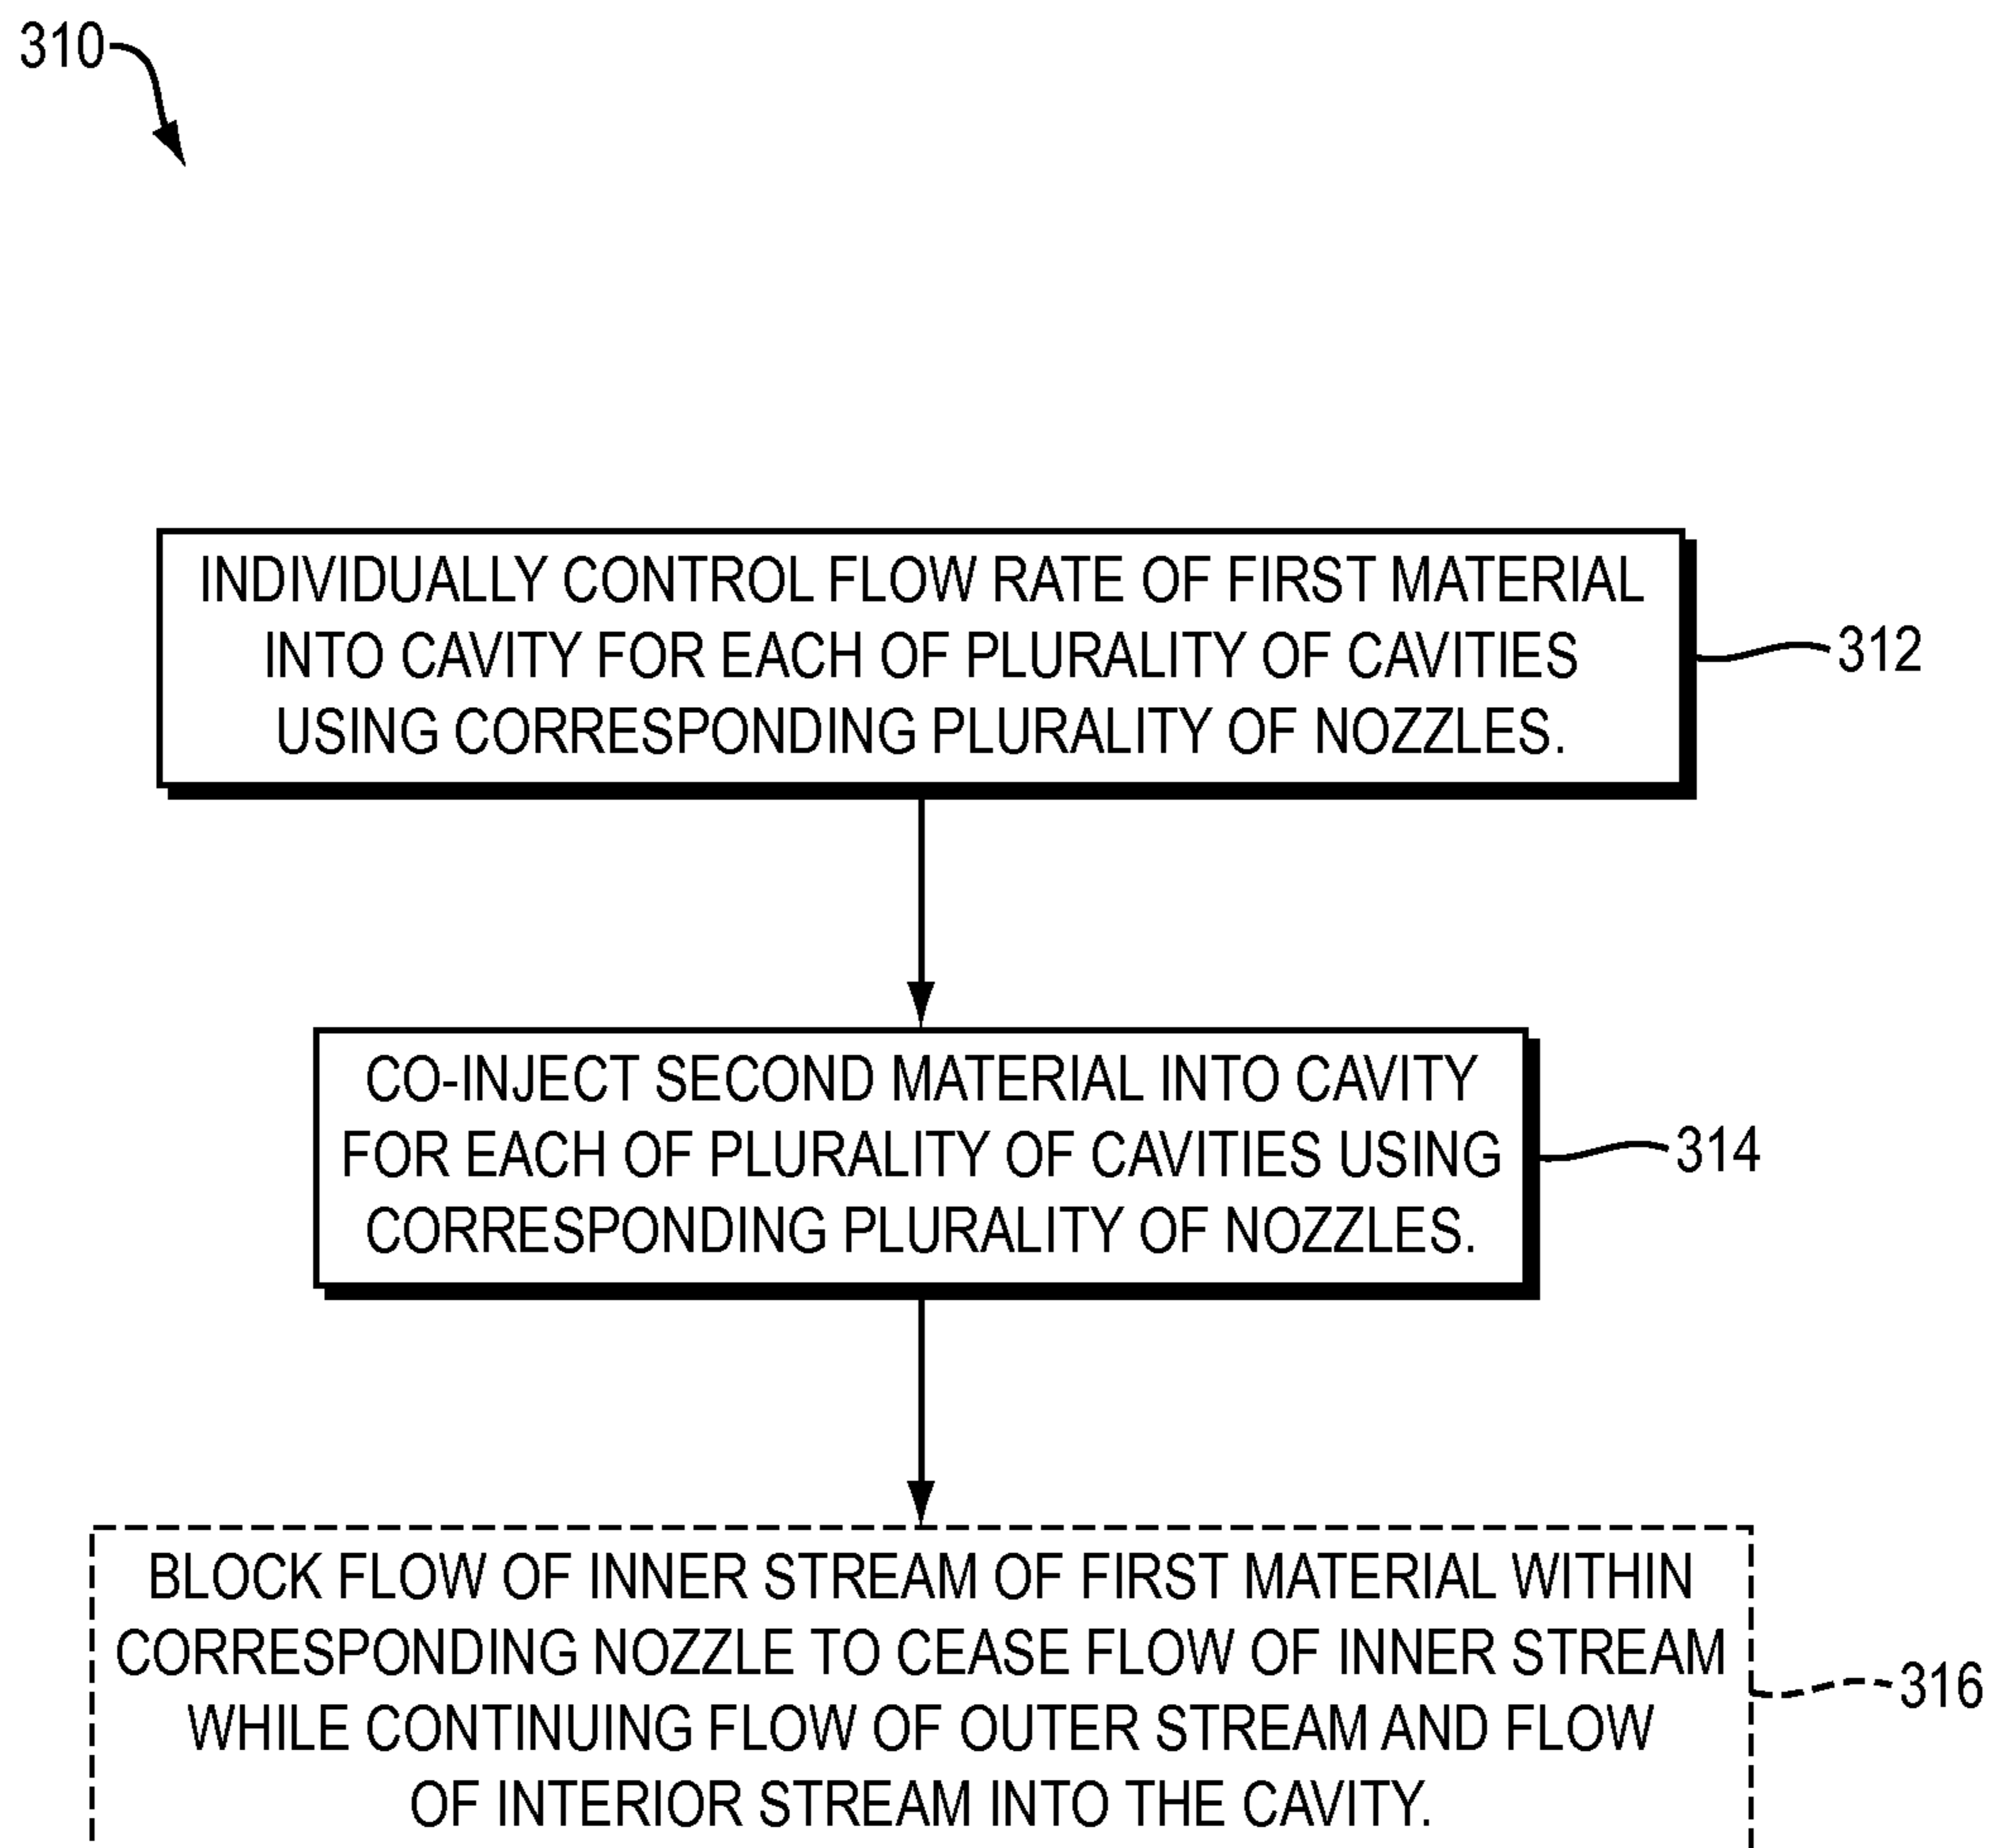 310
INDIVIDUALLY CONTROL FLOW RATE OF FIRST MATERIAL
INTO CAVITY FOR EACH OF PLURALITY OF CAVITIES
USING CORRESPONDING PLURALITY OF NOZZLES.
312
CO-INJECT SECOND MATERIAL INTO CAVITY
FOR EACH OF PLURALITY OF CAVITIES USING
CORRESPONDING PLURALITY OF NOZZLES.
314
BLOCK FLOW OF INNER STREAM OF FIRST MATERIAL WITHIN
CORRESPONDING NOZZLE TO CEASE FLOW OF INNER STREAM
WHILE CONTINUING FLOW OF OUTER STREAM AND FLOW
OF INTERIOR STREAM INTO THE CAVITY.
316